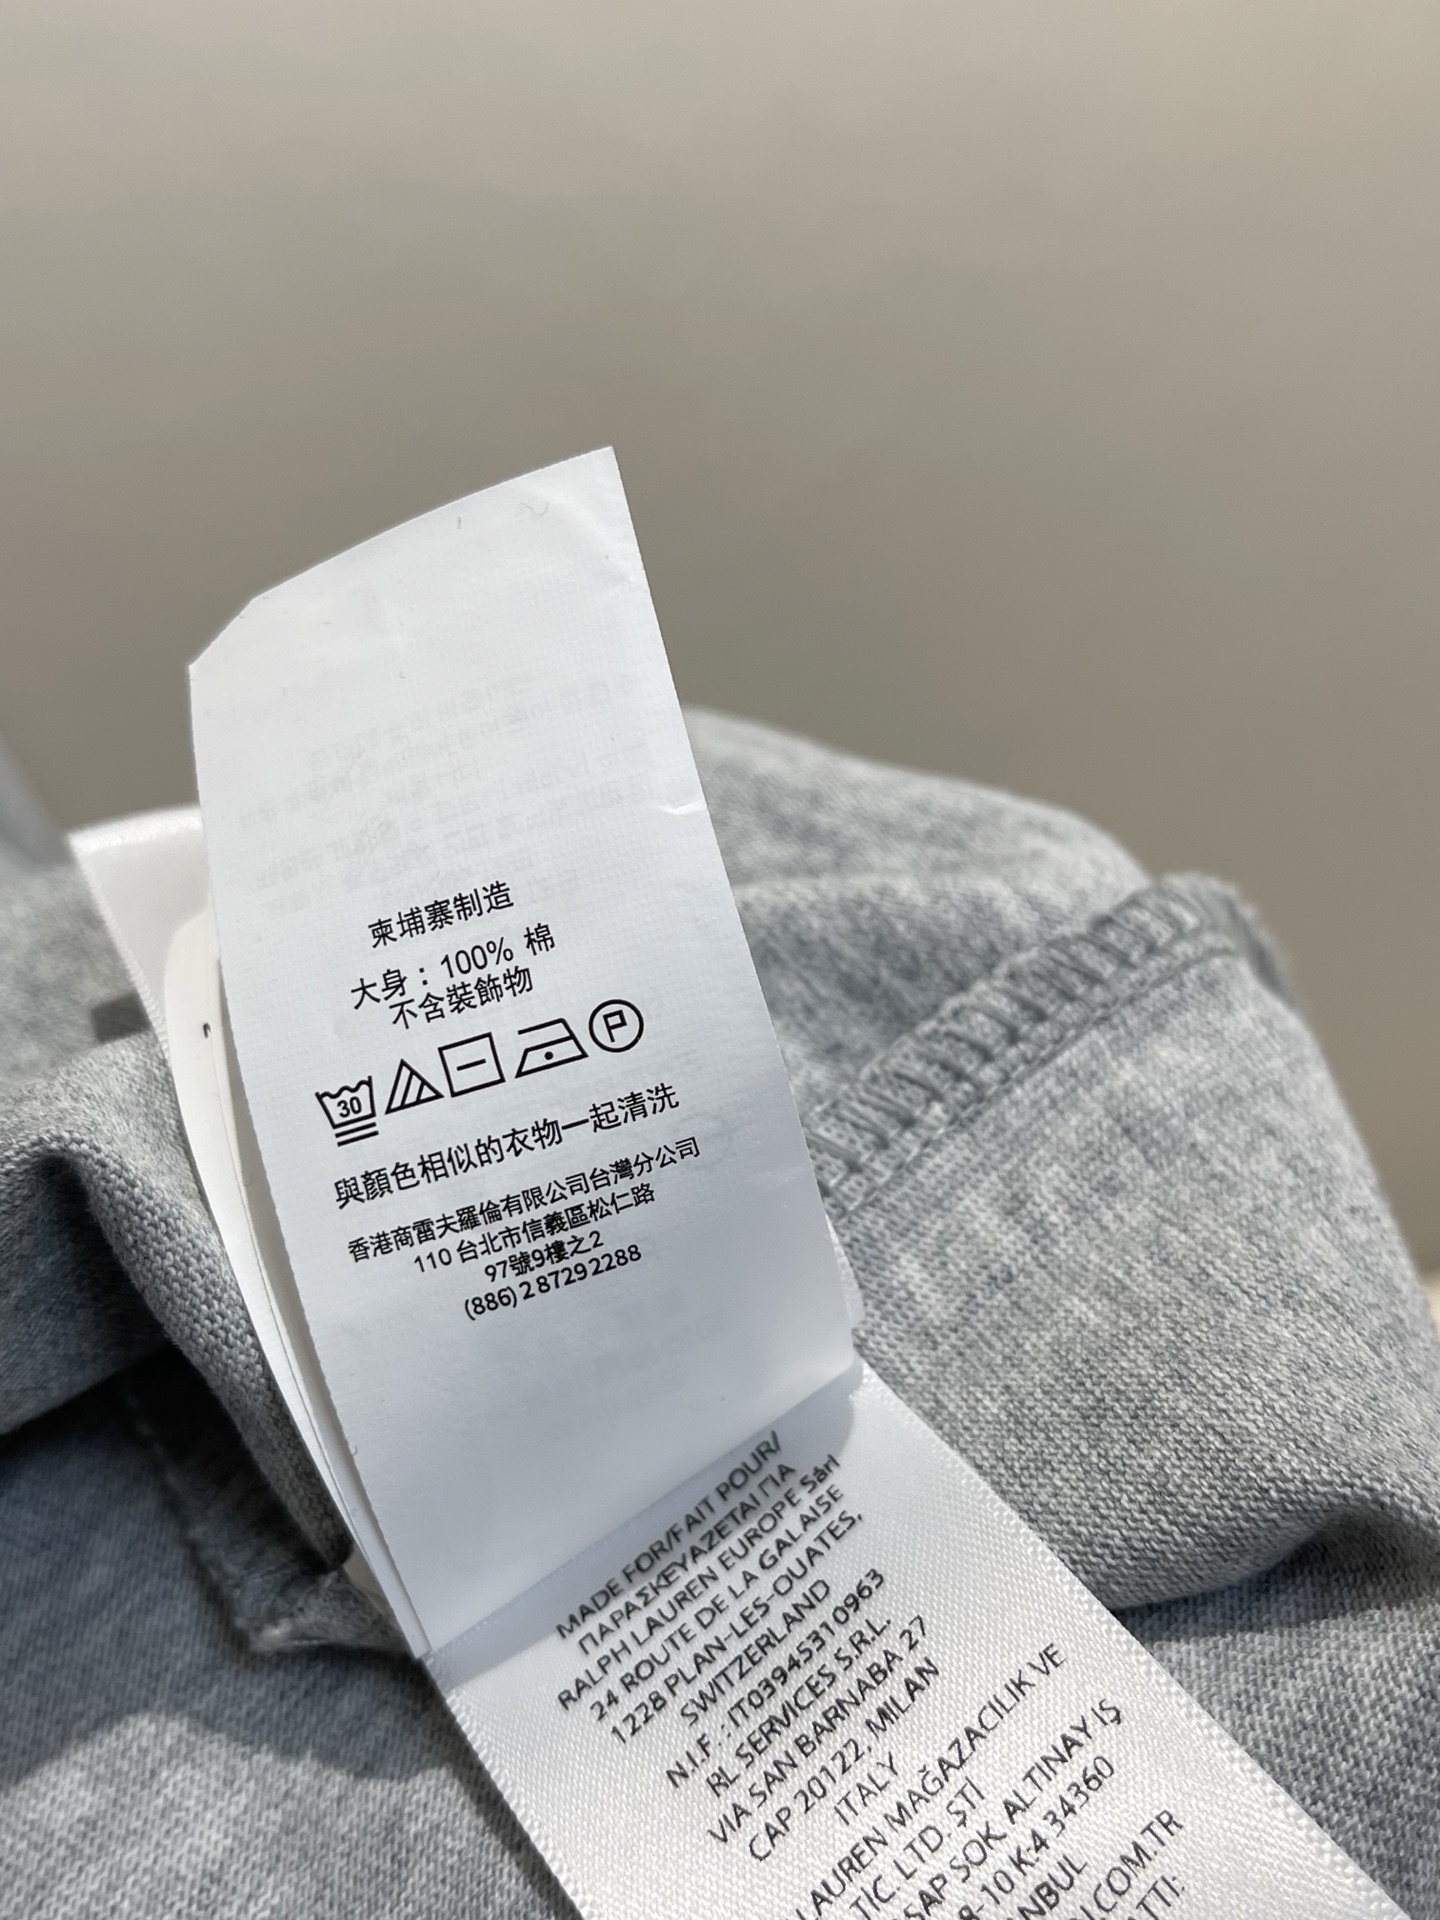 柬埔寨制造
大身：100% 棉
不含裝飾物
30
P
與顏色相似的衣物一起清洗
香港商雷夫羅倫有限公司台灣分公司
110 台北市信義區松仁路
97號9樓之2
(886) 2 8729 2288
MADE FOR/FAIT POUR/
ΠΑΡΑΣΚΕΥΑΖΕΤΑΙ ΓΙΑ
RALPH LAUREN EUROPE Sàrl
24 ROUTE DE LA GALAISE
1228 PLAN-LES-OUATES,
SWITZERLAND
N.I.F.: IT03945310963
RL SERVICES S.R.L.
VIA SAN BARNABA 27
CAP 20122, MILAN
ITALY
LAUREN MAĞAZACILIK VE
TİC. LTD. ŞTİ
SAP SOK ALTINAY İŞ
8-10 K:4 34360
NBUL
.COM.TR
TTI: